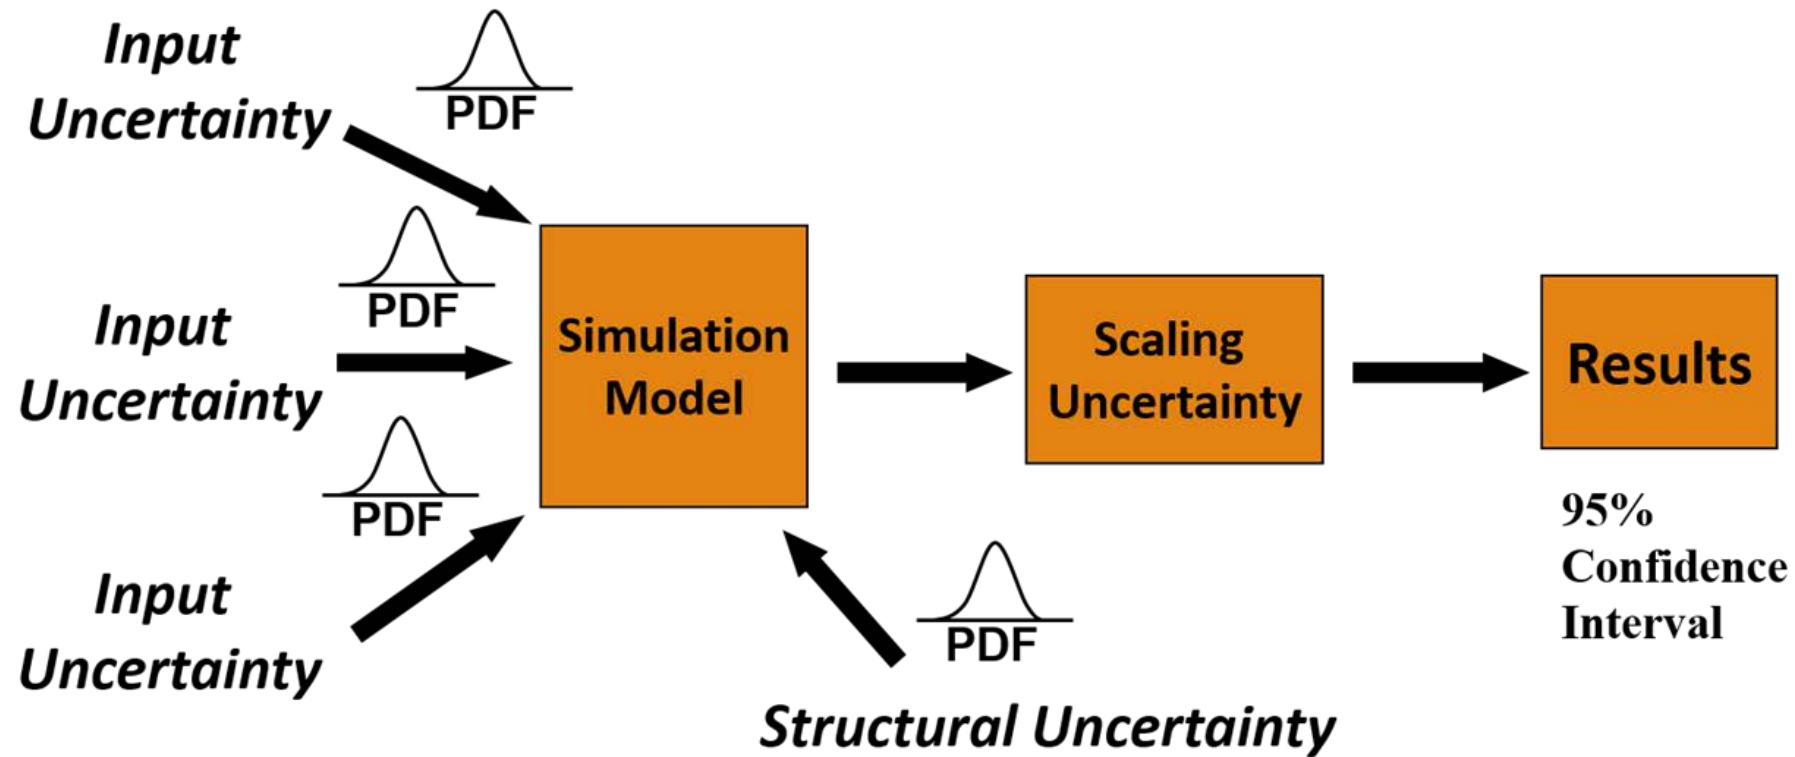 Input
Uncertainty
PDF
PDF
Input
Uncertainty
PDF
Input
Uncertainty
Simulation
Model
Scaling
Uncertainty
Results
95%
Confidence
Interval
PDF
Structural Uncertainty